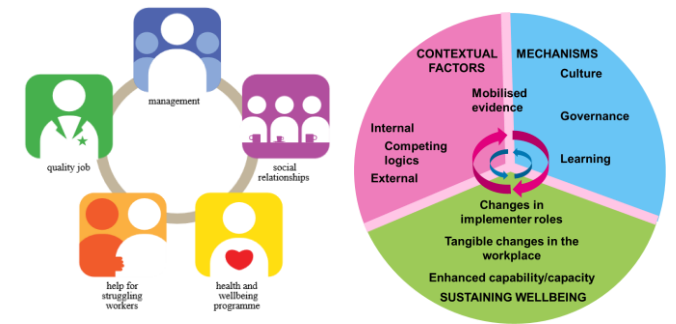 management
quality job
social
relationships
help for
struggling
workers
health and
wellbeing
programme
CONTEXTUAL
FACTORS
Mobilised
evidence
Internal
Competing
logics
External
MECHANISMS
Culture
Governance
Learning
Changes in
implementer roles
Tangible changes in the
workplace
Enhanced capability/capacity
SUSTAINING WELLBEING